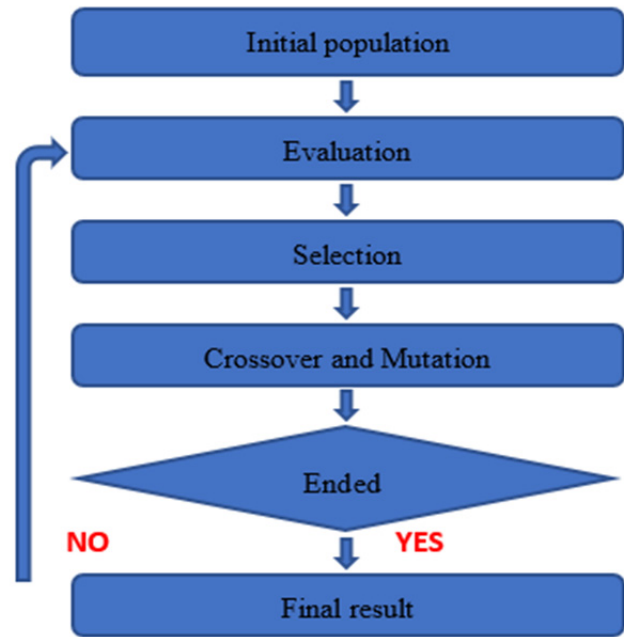 Initial population
Evaluation
Selection
Crossover and Mutation
Ended
NO
YES
Final result